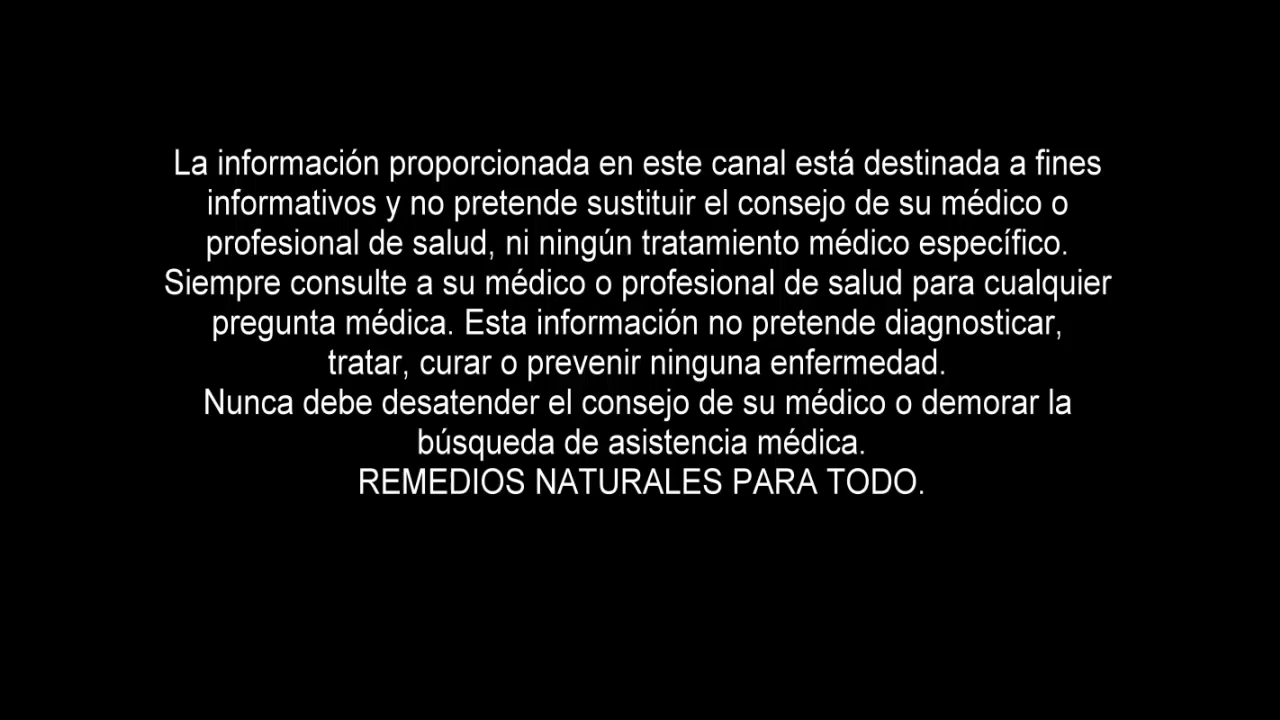 La información proporcionada en este canal está destinada a fines
informativos y no pretende sustituir el consejo de su médico o
profesional de salud, ni ningún tratamiento médico específico.
Siempre consulte a su médico o profesional de salud para cualquier
pregunta médica. Esta información no pretende diagnosticar,
tratar, curar o prevenir ninguna enfermedad.
Nunca debe desatender el consejo de su médico o demorar la
búsqueda de asistencia médica.
REMEDIOS NATURALES PARA TODO.